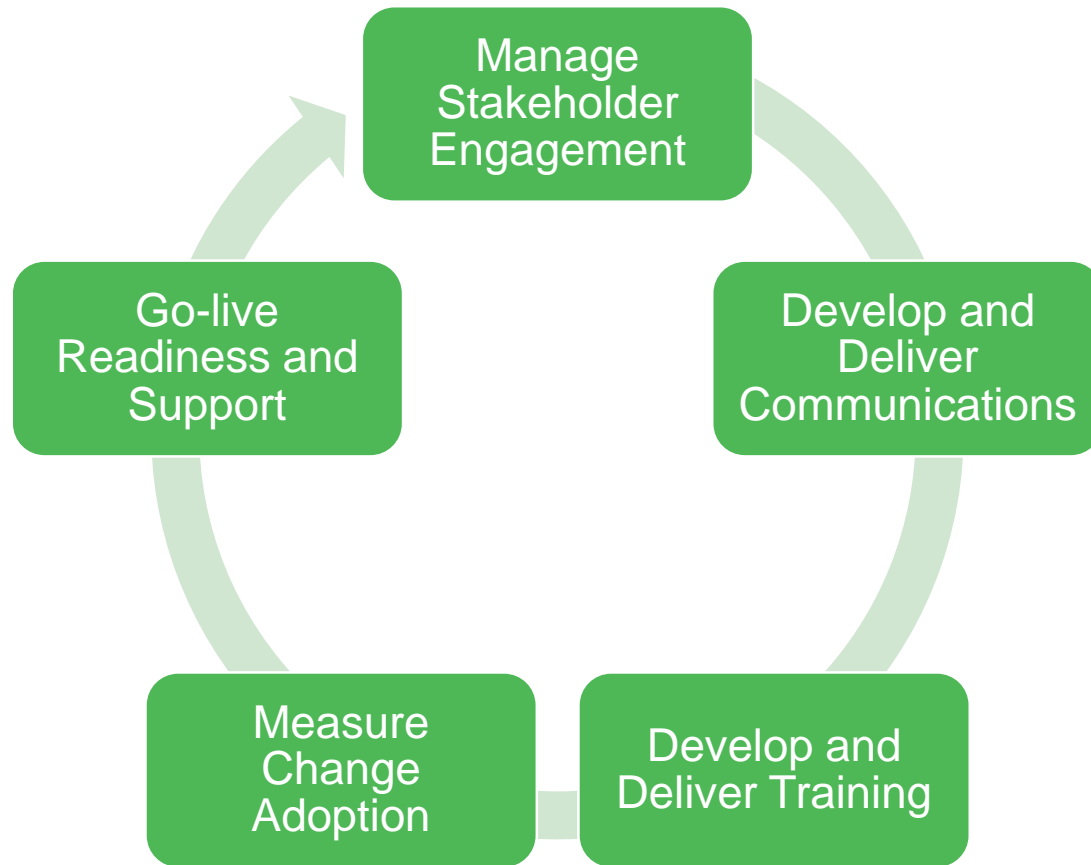 Manage
Stakeholder
Engagement
Develop and
Deliver
Communications
Develop and
Deliver Training
Measure
Change
Adoption
Go-live
Readiness and
Support